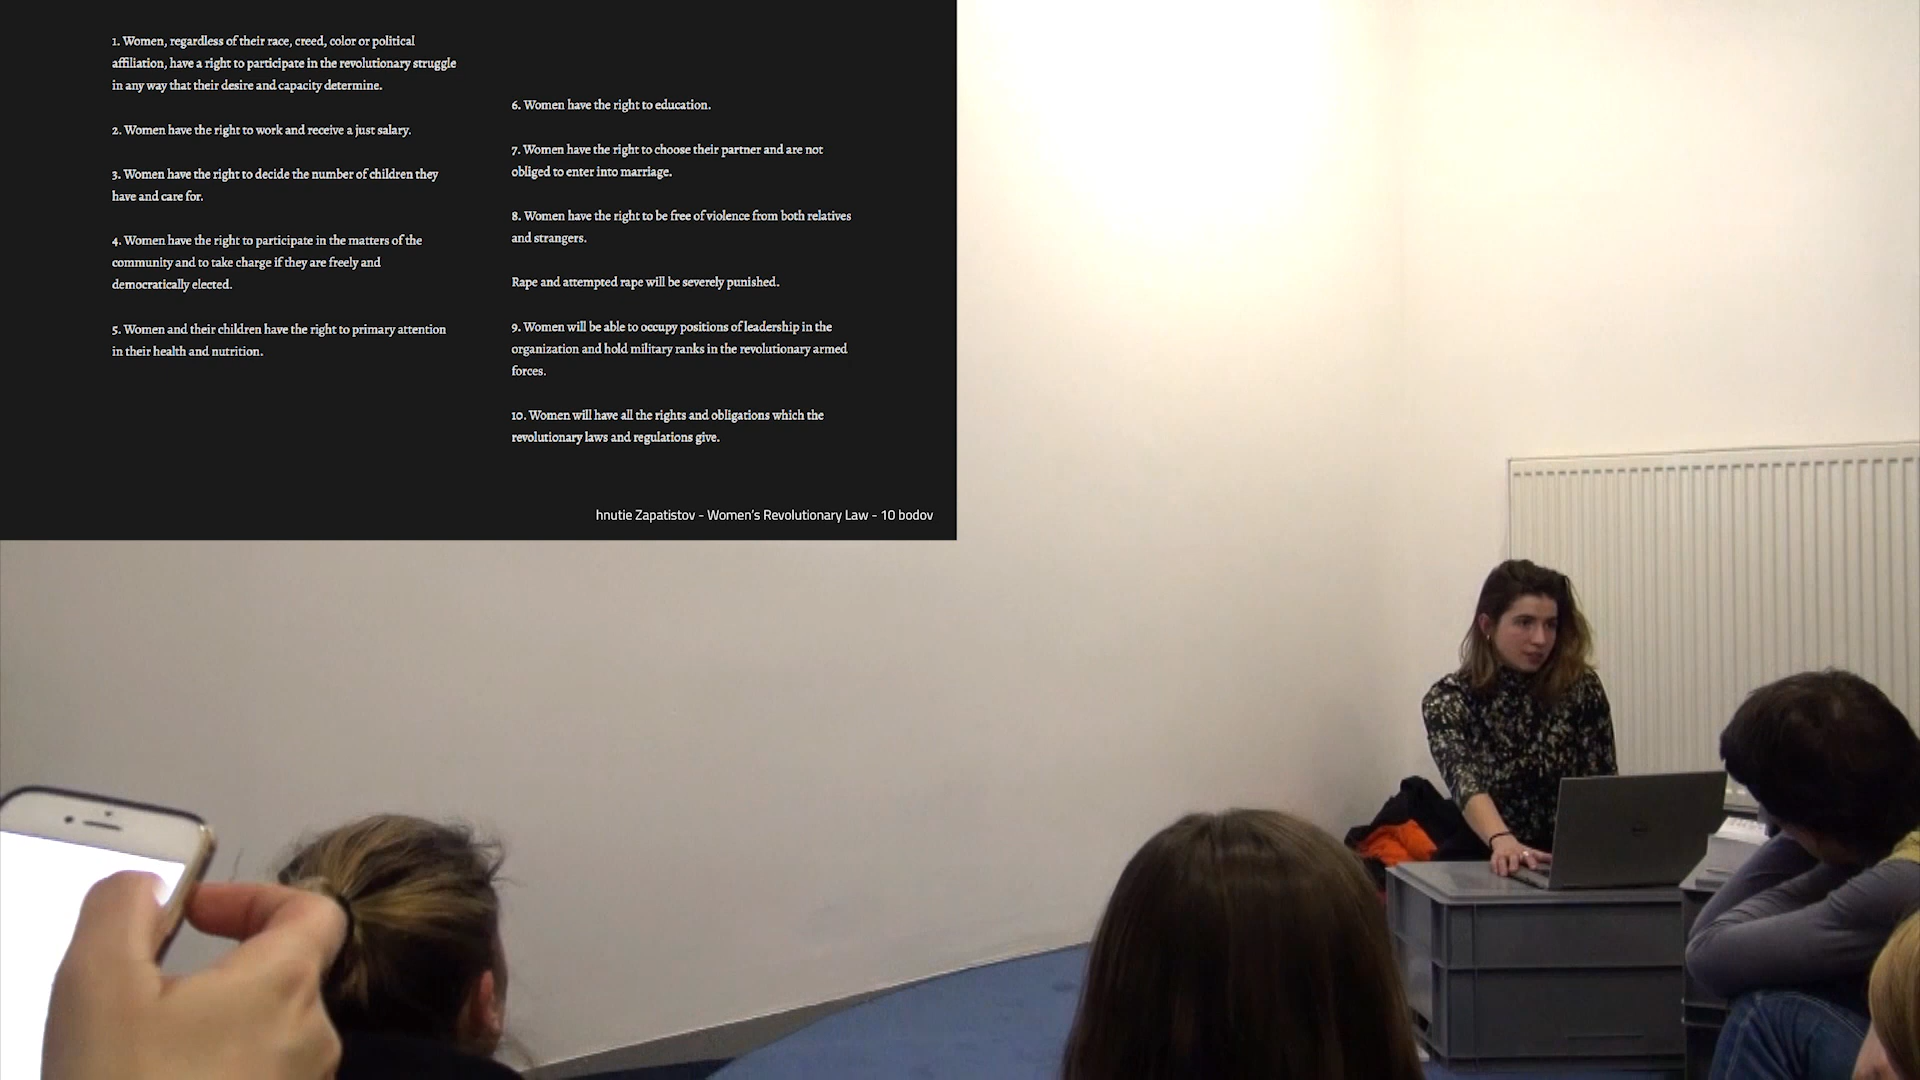 1. Women, regardless of their race, creed, color or political
affiliation, have a right to participate in the revolutionary struggle
in any way that their desire and capacity determine.
2. Women have the right to work and receive a just salary.
3. Women have the right to decide the number of children they
have and care for.
4. Women have the right to participate in the matters of the
community and to take charge if they are freely and
democratically elected.
5. Women and their children have the right to primary attention
in their health and nutrition.
6. Women have the right to education.
7. Women have the right to choose their partner and are not
obliged to enter into marriage.
8. Women have the right to be free of violence from both relatives
and strangers.
Rape and attempted rape will be severely punished.
9. Women will be able to occupy positions of leadership in the
organization and hold military ranks in the revolutionary armed
forces.
10. Women will have all the rights and obligations which the
revolutionary laws and regulations give.
hnutie Zapatistov - Women's Revolutionary Law - 10 bodov